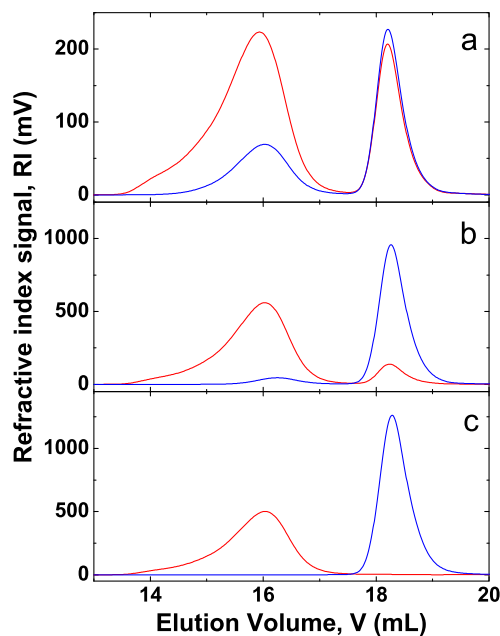 a
200
100
0
b
1000
500
0
c
1000
500
0
14 16 18 20
Refractive index signal, RI (mV)
Elution Volume, V (mL)